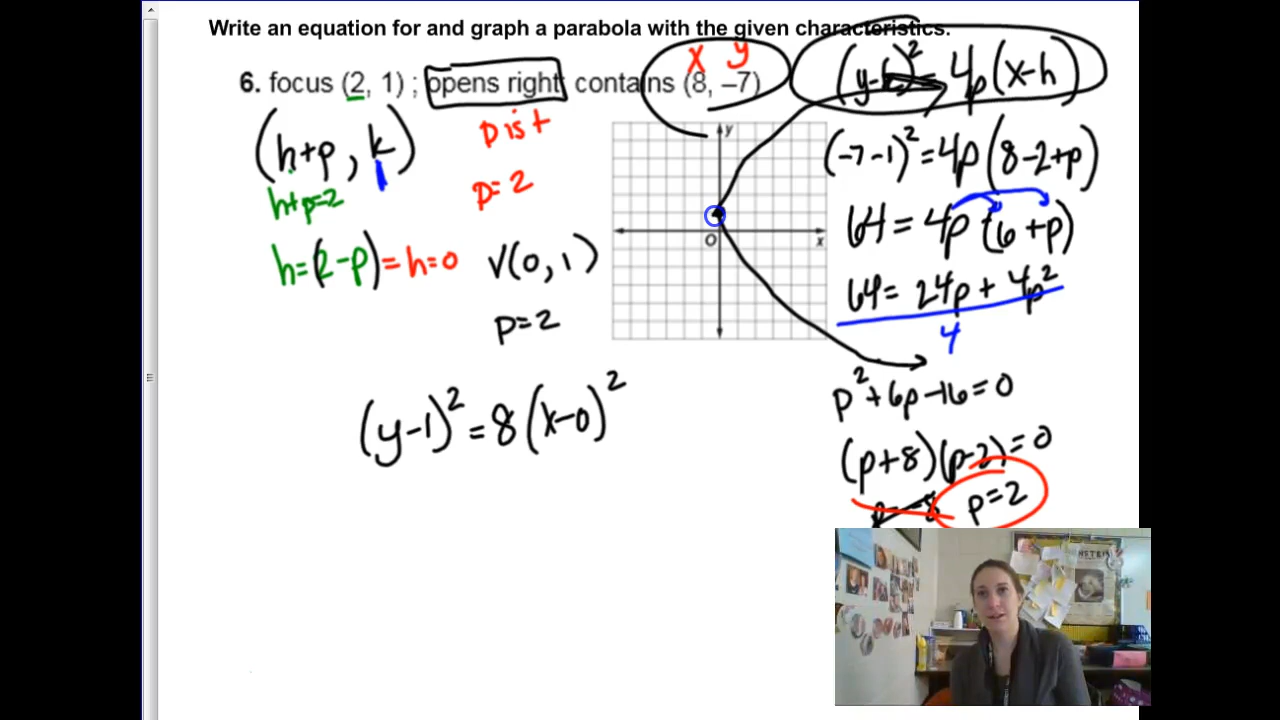 Write an equation for and graph a parabola with the given characteristics.
6. focus (2, 1) ; opens right; contains (8, –7)
x y
(y-k)² = 4p(x-h)
(h+p, k)
p is +
h+p=2
p=2
h=(2-p)=h=0
V(0,1)
p=2
y
O
x
(-7-1)²=4p(8-2+p)
64=4p(6+p)
64=24p+4p²
4
p²+6p-16=0
(p+8)(p-2)=0
p=-8 p=2
(y-1)²=8(x-0)²